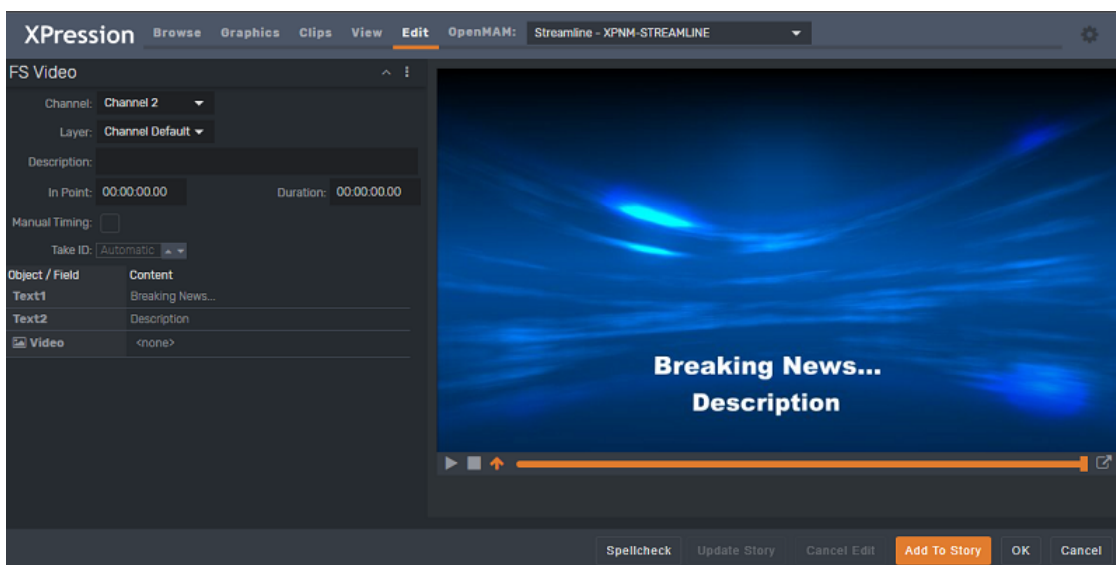 XPression Browse Graphics Clips View Edit OpenMAM: Streamline - XPNM-STREAMLINE
FS Video
Channel: Channel 2
Layer: Channel Default
Description:
In Point: 00:00:00.00 Duration: 00:00:00.00
Manual Timing:
Take ID: Automatic
Object / Field Content
Text1 Breaking News...
Text2 Description
Video <none>
Breaking News...
Description
Spellcheck Update Story Cancel Edit Add To Story OK Cancel